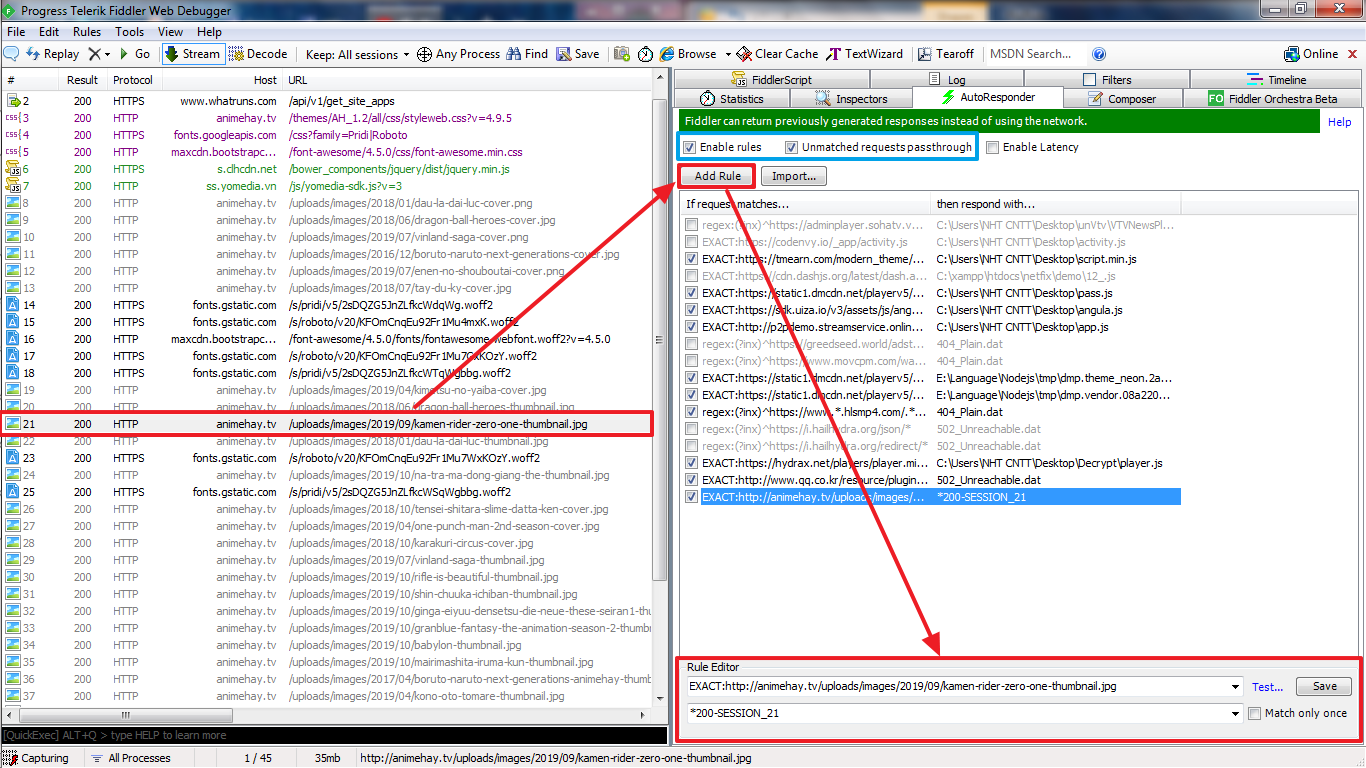 Progress Telerik Fiddler Web Debugger
File Edit Rules Tools View Help
Replay Go Stream Decode Keep: All sessions Any Process Find Save Browse Clear Cache TextWizard Tearoff MSDN Search... Online
# Result Protocol Host URL
2 200 HTTPS www.whatruns.com /api/v1/get_site_apps
3 200 HTTP animehay.tv /themes/AH_1.2/all/css/styleweb.css?v=4.9.5
4 200 HTTPS fonts.googleapis.com /css?family=Pridi|Roboto
5 200 HTTP maxcdn.bootstrapc... /font-awesome/4.5.0/css/font-awesome.min.css
6 200 HTTPS s.dhcdn.net /bower_components/jquery/dist/jquery.min.js
7 200 HTTP ss.yomedia.vn /js/yomedia-sdk.js?v=3
8 200 HTTP animehay.tv /uploads/images/2018/01/dau-la-dai-luc-cover.png
9 200 HTTP animehay.tv /uploads/images/2018/06/dragon-ball-heroes-cover.jpg
10 200 HTTP animehay.tv /uploads/images/2019/07/vinland-saga-cover.png
11 200 HTTP animehay.tv /uploads/images/2016/12/boruto-naruto-next-generations-cover.jpg
12 200 HTTP animehay.tv /uploads/images/2019/07/enen-no-shouboutai-cover.png
13 200 HTTP animehay.tv /uploads/images/2018/07/tay-du-ky-cover.jpg
14 200 HTTPS fonts.gstatic.com /s/pridi/v5/2sDQZG5JnZLfkcWdqWg.woff2
15 200 HTTPS fonts.gstatic.com /s/roboto/v20/KFOmCnqEu92Fr1Mu4mxK.woff2
16 200 HTTP maxcdn.bootstrapc... /font-awesome/4.5.0/fonts/fontawesome-webfont.woff2?v=4.5.0
17 200 HTTPS fonts.gstatic.com /s/roboto/v20/KFOmCnqEu92Fr1Mu7GxKOzY.woff2
18 200 HTTPS fonts.gstatic.com /s/pridi/v5/2sDQZG5JnZLfkcWTqWgbbg.woff2
19 200 HTTP animehay.tv /uploads/images/2019/04/kimetsu-no-yaiba-cover.jpg
20 200 HTTP animehay.tv /uploads/images/2018/06/dragon-ball-heroes-thumbnail.jpg
21 200 HTTP animehay.tv /uploads/images/2019/09/kamen-rider-zero-one-thumbnail.jpg
22 200 HTTP animehay.tv /uploads/images/2018/01/dau-la-dai-luc-thumbnail.jpg
23 200 HTTPS fonts.gstatic.com /s/roboto/v20/KFOmCnqEu92Fr1Mu7WxKOzY.woff2
24 200 HTTP animehay.tv /uploads/images/2019/10/na-tra-ma-dong-giang-the-thumbnail.jpg
25 200 HTTPS fonts.gstatic.com /s/pridi/v5/2sDQZG5JnZLfkcWSqWgbbg.woff2
26 200 HTTP animehay.tv /uploads/images/2018/10/tensei-shitara-slime-datta-ken-cover.jpg
27 200 HTTP animehay.tv /uploads/images/2019/04/one-punch-man-2nd-season-cover.jpg
28 200 HTTP animehay.tv /uploads/images/2018/10/karakuri-circus-cover.jpg
29 200 HTTP animehay.tv /uploads/images/2019/07/vinland-saga-thumbnail.jpg
30 200 HTTP animehay.tv /uploads/images/2019/10/rifle-is-beautiful-thumbnail.jpg
31 200 HTTP animehay.tv /uploads/images/2019/10/shin-chuuka-ichiban-thumbnail.jpg
32 200 HTTP animehay.tv /uploads/images/2019/10/ginga-eiyuu-densetsu-die-neue-these-seiran1-thu
33 200 HTTP animehay.tv /uploads/images/2019/10/granblue-fantasy-the-animation-season-2-thumb
34 200 HTTP animehay.tv /uploads/images/2019/10/babylon-thumbnail.jpg
35 200 HTTP animehay.tv /uploads/images/2019/10/mairimashita-iruma-kun-thumbnail.jpg
36 200 HTTP animehay.tv /uploads/images/2017/04/boruto-naruto-next-generations-animehay-thumb
37 200 HTTP animehay.tv /uploads/images/2019/04/kono-oto-tomare-thumbnail.jpg
[QuickExec] ALT+Q > type HELP to learn more
FiddlerScript Log Filters Timeline
Statistics Inspectors AutoResponder Composer FO Fiddler Orchestra Beta
Fiddler can return previously generated responses instead of using the network. Help
Enable rules Unmatched requests passthrough Enable Latency
Add Rule Import...
If request matches... then respond with...
regex:(?inx)^https://adminplayer.sohatv.v... C:\Users\NHT CNTT\Desktop\unVtv\VTVNewsPl...
EXACT:https://codenvy.io/_app/activity.js C:\Users\NHT CNTT\Desktop\activity.js
EXACT:https://tmearn.com/modern_theme/... C:\Users\NHT CNTT\Desktop\script.min.js
EXACT:https://cdn.dashjs.org/latest/dash.a... C:\xampp\htdocs\netfix\demo\12_.js
EXACT:https://static1.dmcdn.net/playerv5/... C:\Users\NHT CNTT\Desktop\pass.js
EXACT:https://sdk.uiza.io/v3/assets/js/ang... C:\Users\NHT CNTT\Desktop\angula.js
EXACT:http://p2pdemo.streamservice.onlin... C:\Users\NHT CNTT\Desktop\app.js
regex:(?inx)^https://greedseed.world/adst... 404_Plain.dat
regex:(?inx)^https://www.movcpm.com/wa... 404_Plain.dat
EXACT:https://static1.dmcdn.net/playerv5/... E:\Language\Nodejs\tmp\dmp.theme_neon.2a...
EXACT:https://static1.dmcdn.net/playerv5/... E:\Language\Nodejs\tmp\dmp.vendor.08a220...
regex:(?inx)^https://www.*.hlsmp4.com/.*... 404_Plain.dat
regex:(?inx)^https://i.hailhydra.org/json/* 502_Unreachable.dat
regex:(?inx)^https://i.hailhydra.org/redirect/* 502_Unreachable.dat
EXACT:https://hydrax.net/players/player.mi... C:\Users\NHT CNTT\Desktop\Decrypt\player.js
EXACT:http://www.qq.co.kr/resource/plugin... 502_Unreachable.dat
EXACT:http://animehay.tv/uploads/images/... *200-SESSION_21
Rule Editor
EXACT:http://animehay.tv/uploads/images/2019/09/kamen-rider-zero-one-thumbnail.jpg Test... Save
*200-SESSION_21 Match only once
Capturing All Processes 1 / 45 35mb http://animehay.tv/uploads/images/2019/09/kamen-rider-zero-one-thumbnail.jpg